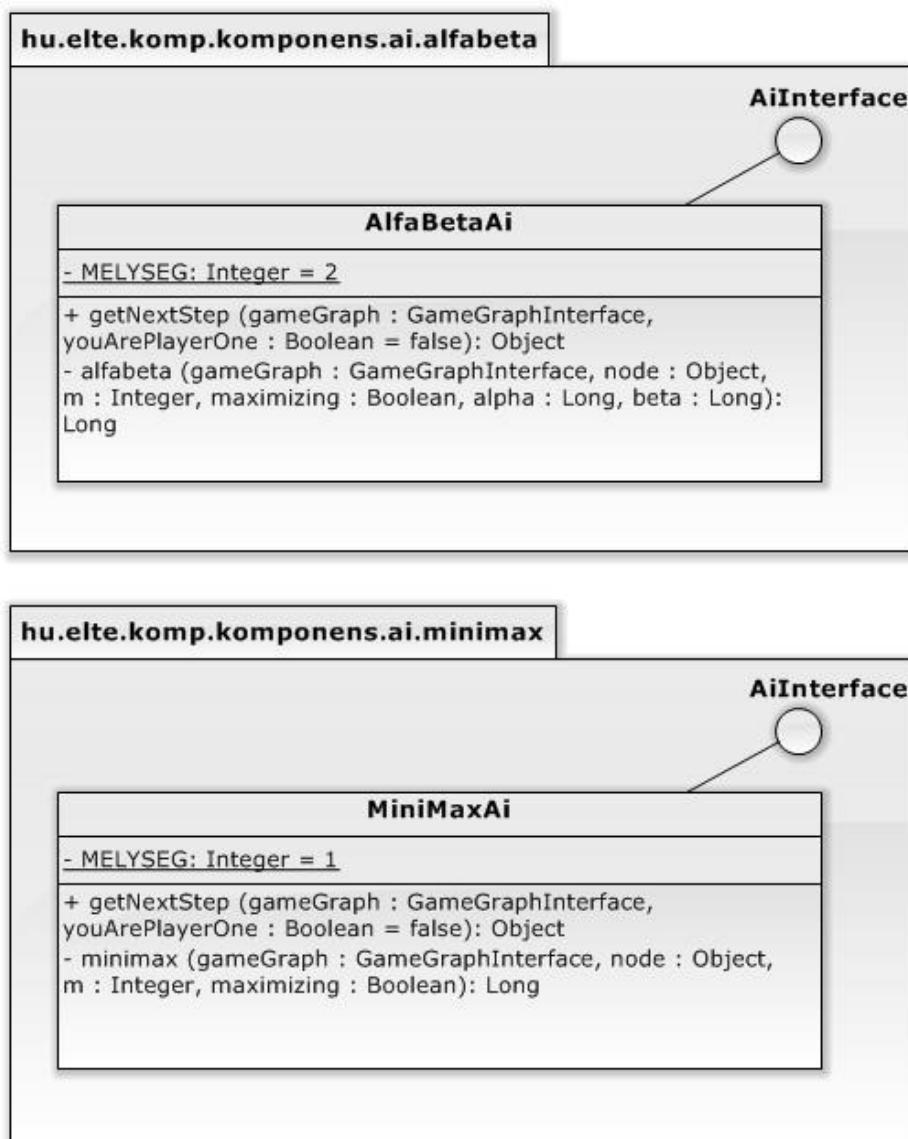 hu.elte.komp.komponens.ai.alfabeta
AiInterface
AlfaBetaAi
- MELYSEG: Integer = 2
+ getNextStep (gameGraph : GameGraphInterface,
youArePlayerOne : Boolean = false): Object
- alfabeta (gameGraph : GameGraphInterface, node : Object,
m : Integer, maximizing : Boolean, alpha : Long, beta : Long):
Long
hu.elte.komp.komponens.ai.minimax
AiInterface
MiniMaxAi
- MELYSEG: Integer = 1
+ getNextStep (gameGraph : GameGraphInterface,
youArePlayerOne : Boolean = false): Object
- minimax (gameGraph : GameGraphInterface, node : Object,
m : Integer, maximizing : Boolean): Long